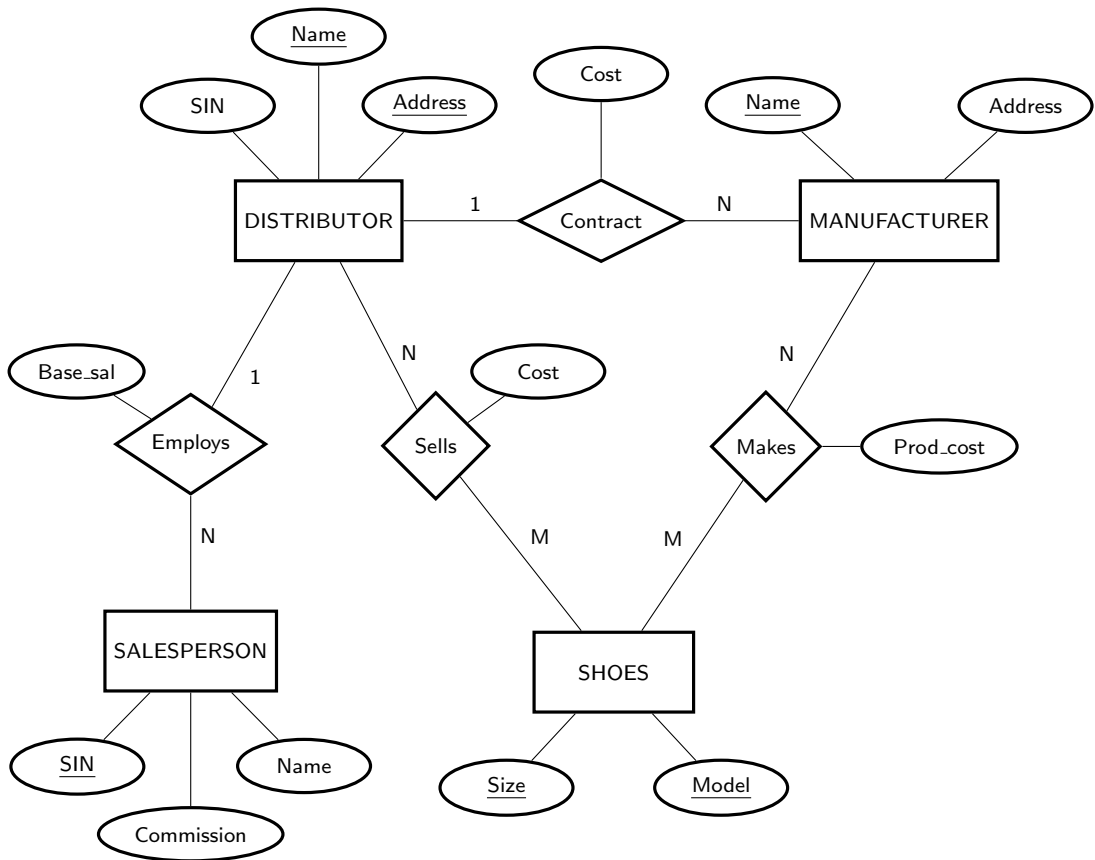 Name
Cost
SIN
Address
Name
Address
DISTRIBUTOR
1
Contract
N
MANUFACTURER
Base_sal
1
N
Cost
N
Employs
Sells
Makes
Prod_cost
N
M
M
SALESPERSON
SHOES
SIN
Name
Size
Model
Commission